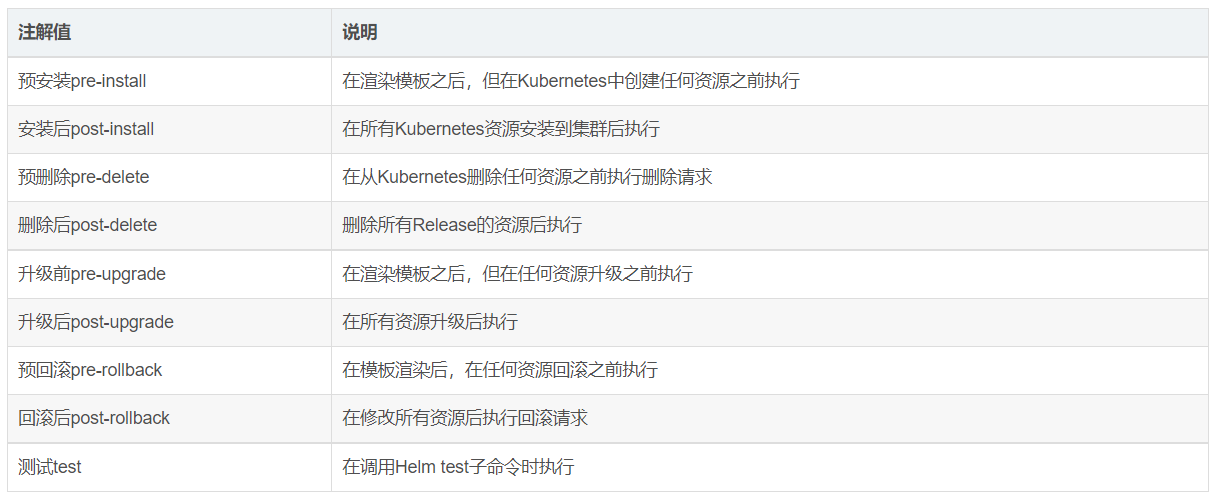 注解值 说明
预安装pre-install 在渲染模板之后，但在Kubernetes中创建任何资源之前执行
安装后post-install 在所有Kubernetes资源安装到集群后执行
预删除pre-delete 在从Kubernetes删除任何资源之前执行删除请求
删除后post-delete 删除所有Release的资源后执行
升级前pre-upgrade 在渲染模板之后，但在任何资源升级之前执行
升级后post-upgrade 在所有资源升级后执行
预回滚pre-rollback 在模板渲染后，在任何资源回滚之前执行
回滚后post-rollback 在修改所有资源后执行回滚请求
测试test 在调用Helm test子命令时执行